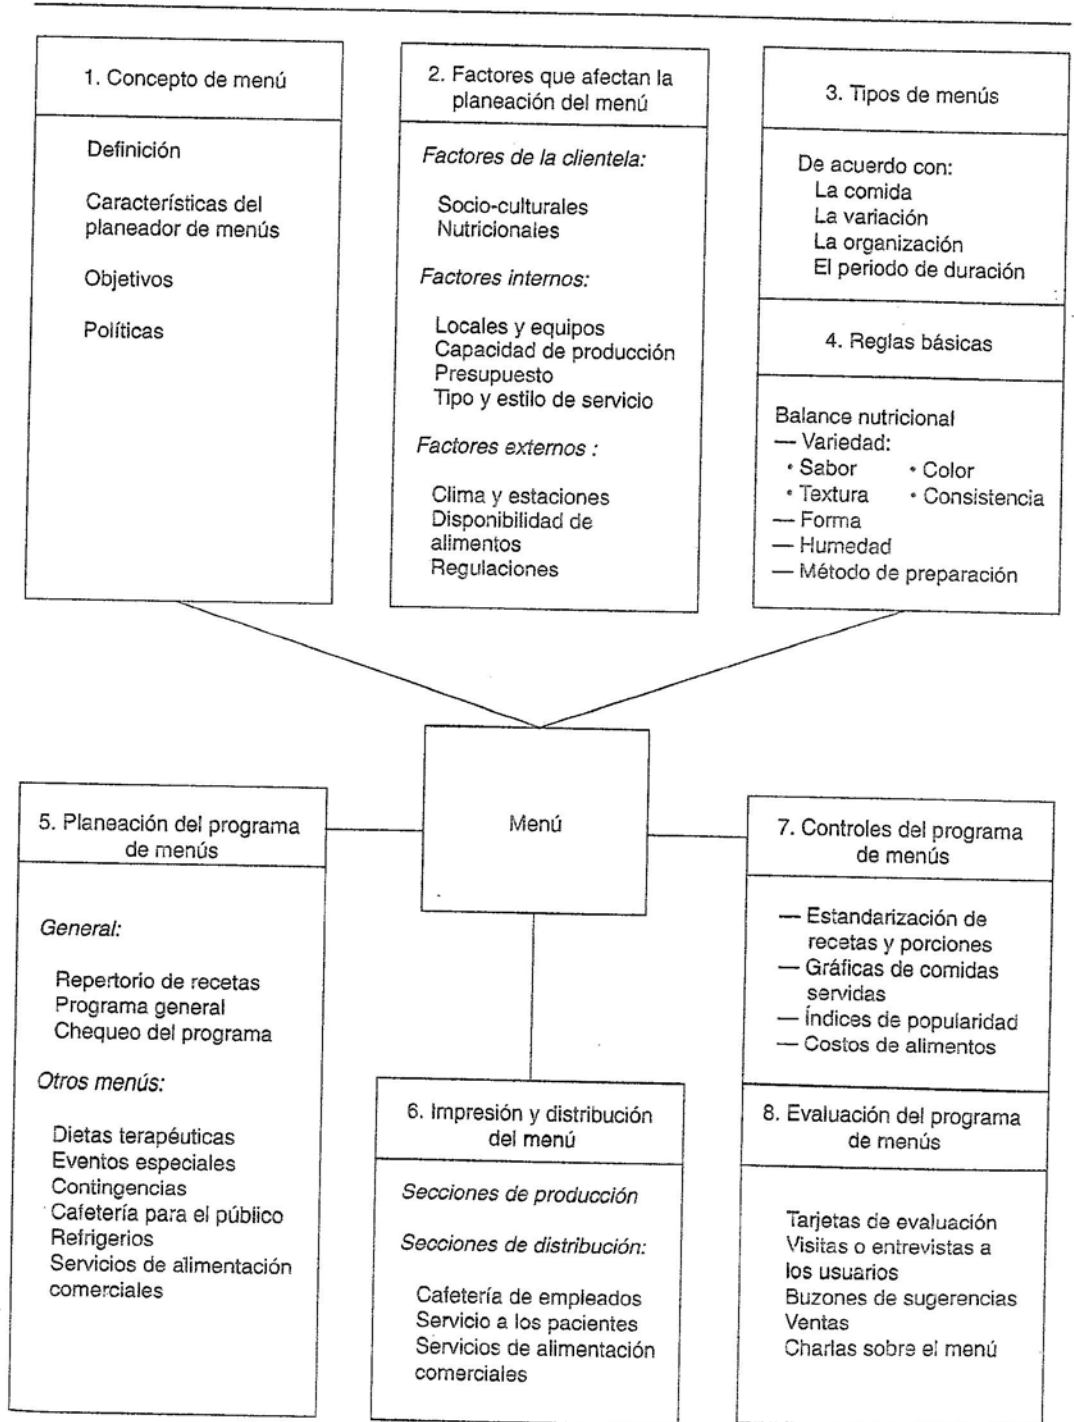 1. Concepto de menú
Definición
Características del
planeador de menús
Objetivos
Políticas
2. Factores que afectan la
planeación del menú
Factores de la clientela:
Socio-culturales
Nutricionales
Factores internos:
Locales y equipos
Capacidad de producción
Presupuesto
Tipo y estilo de servicio
Factores externos :
Clima y estaciones
Disponibilidad de
alimentos
Regulaciones
3. Tipos de menús
De acuerdo con:
La comida
La variación
La organización
El periodo de duración
4. Reglas básicas
Balance nutricional
— Variedad:
• Sabor • Color
• Textura • Consistencia
— Forma
— Humedad
— Método de preparación
Menú
5. Planeación del programa
de menús
General:
Repertorio de recetas
Programa general
Chequeo del programa
Otros menús:
Dietas terapéuticas
Eventos especiales
Contingencias
Cafetería para el público
Refrigerios
Servicios de alimentación
comerciales
6. Impresión y distribución
del menú
Secciones de producción
Secciones de distribución:
Cafetería de empleados
Servicio a los pacientes
Servicios de alimentación
comerciales
7. Controles del programa
de menús
— Estandarización de
recetas y porciones
— Gráficas de comidas
servidas
— Índices de popularidad
— Costos de alimentos
8. Evaluación del programa
de menús
Tarjetas de evaluación
Visitas o entrevistas a
los usuarios
Buzones de sugerencias
Ventas
Charlas sobre el menú